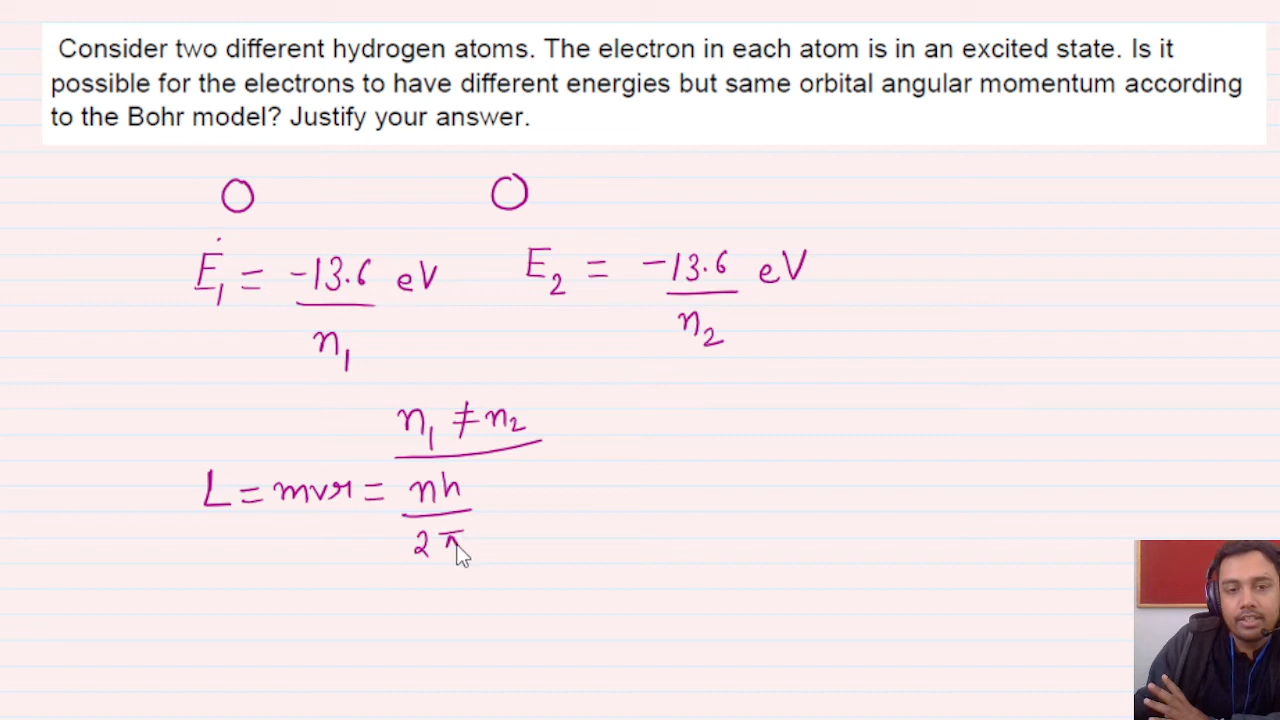 Consider two different hydrogen atoms. The electron in each atom is in an excited state. Is it
possible for the electrons to have different energies but same orbital angular momentum according
to the Bohr model? Justify your answer.
E₁ = -13.6/n₁ eV E₂ = -13.6/n₂ eV
n₁ ≠ n₂
L = mvr = nh/2π